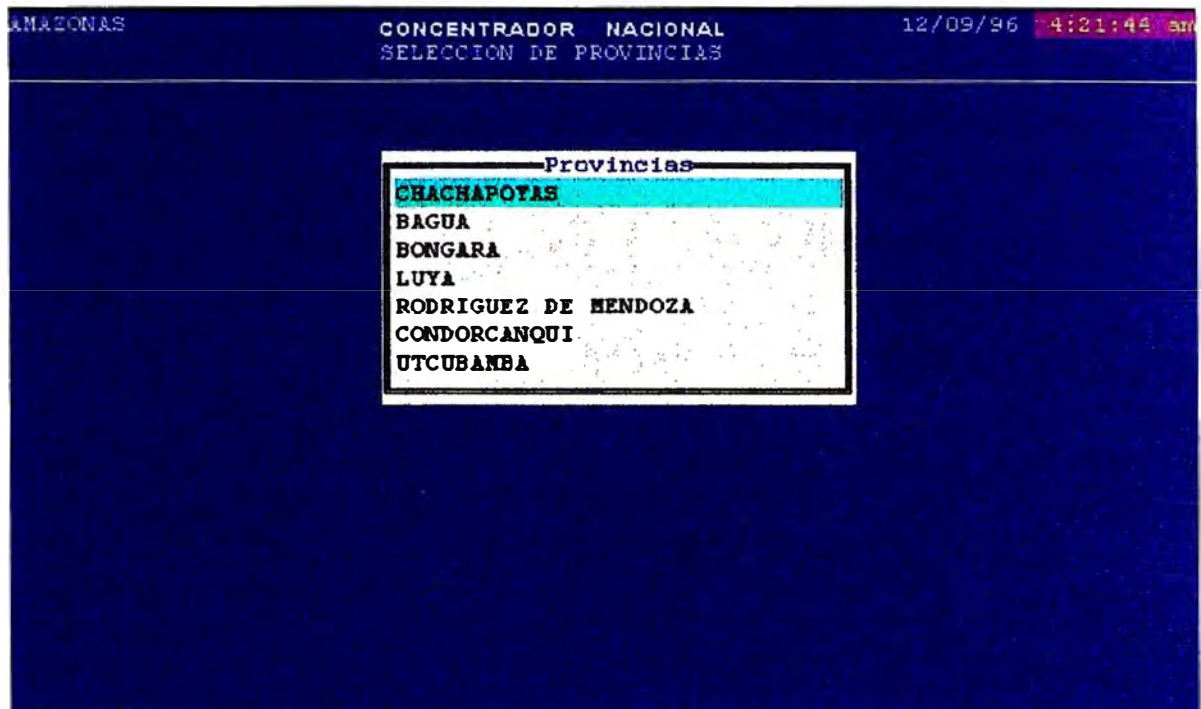 AMAZONAS CONCENTRADOR NACIONAL 12/09/96 4:21:44 am
SELECCION DE PROVINCIAS
Provincias
CHACHAPOYAS
BAGUA
BONGARA
LUYA
RODRIGUEZ DE MENDOZA
CONDORCANQUI
UTCUBAMBA